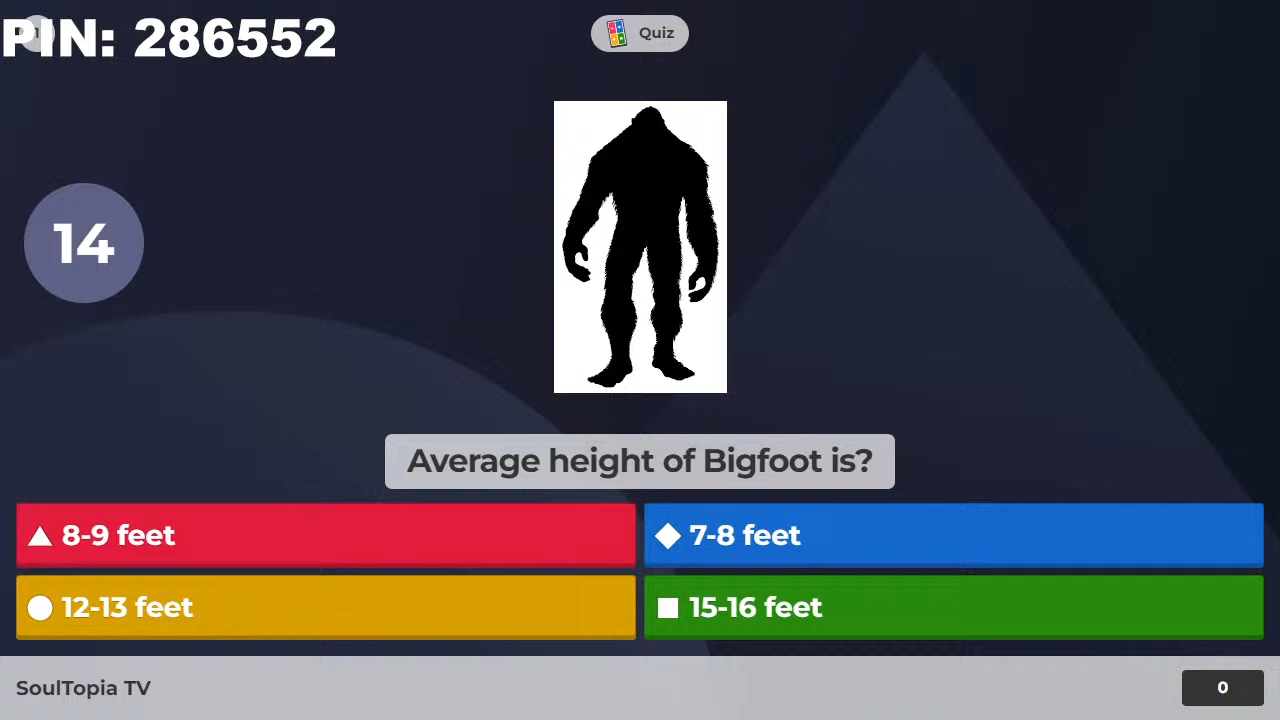 PIN: 286552
Quiz
14
Average height of Bigfoot is?
8-9 feet
7-8 feet
12-13 feet
15-16 feet
SoulTopia TV
0